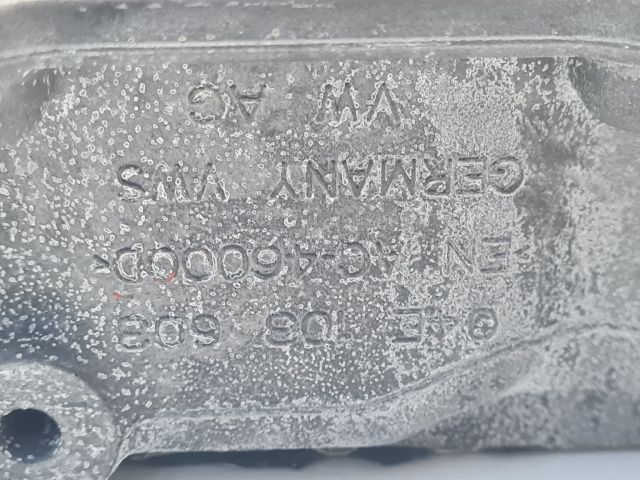 04E 103 603
EN AC-46000D*
GERMANY VWS
VW AG